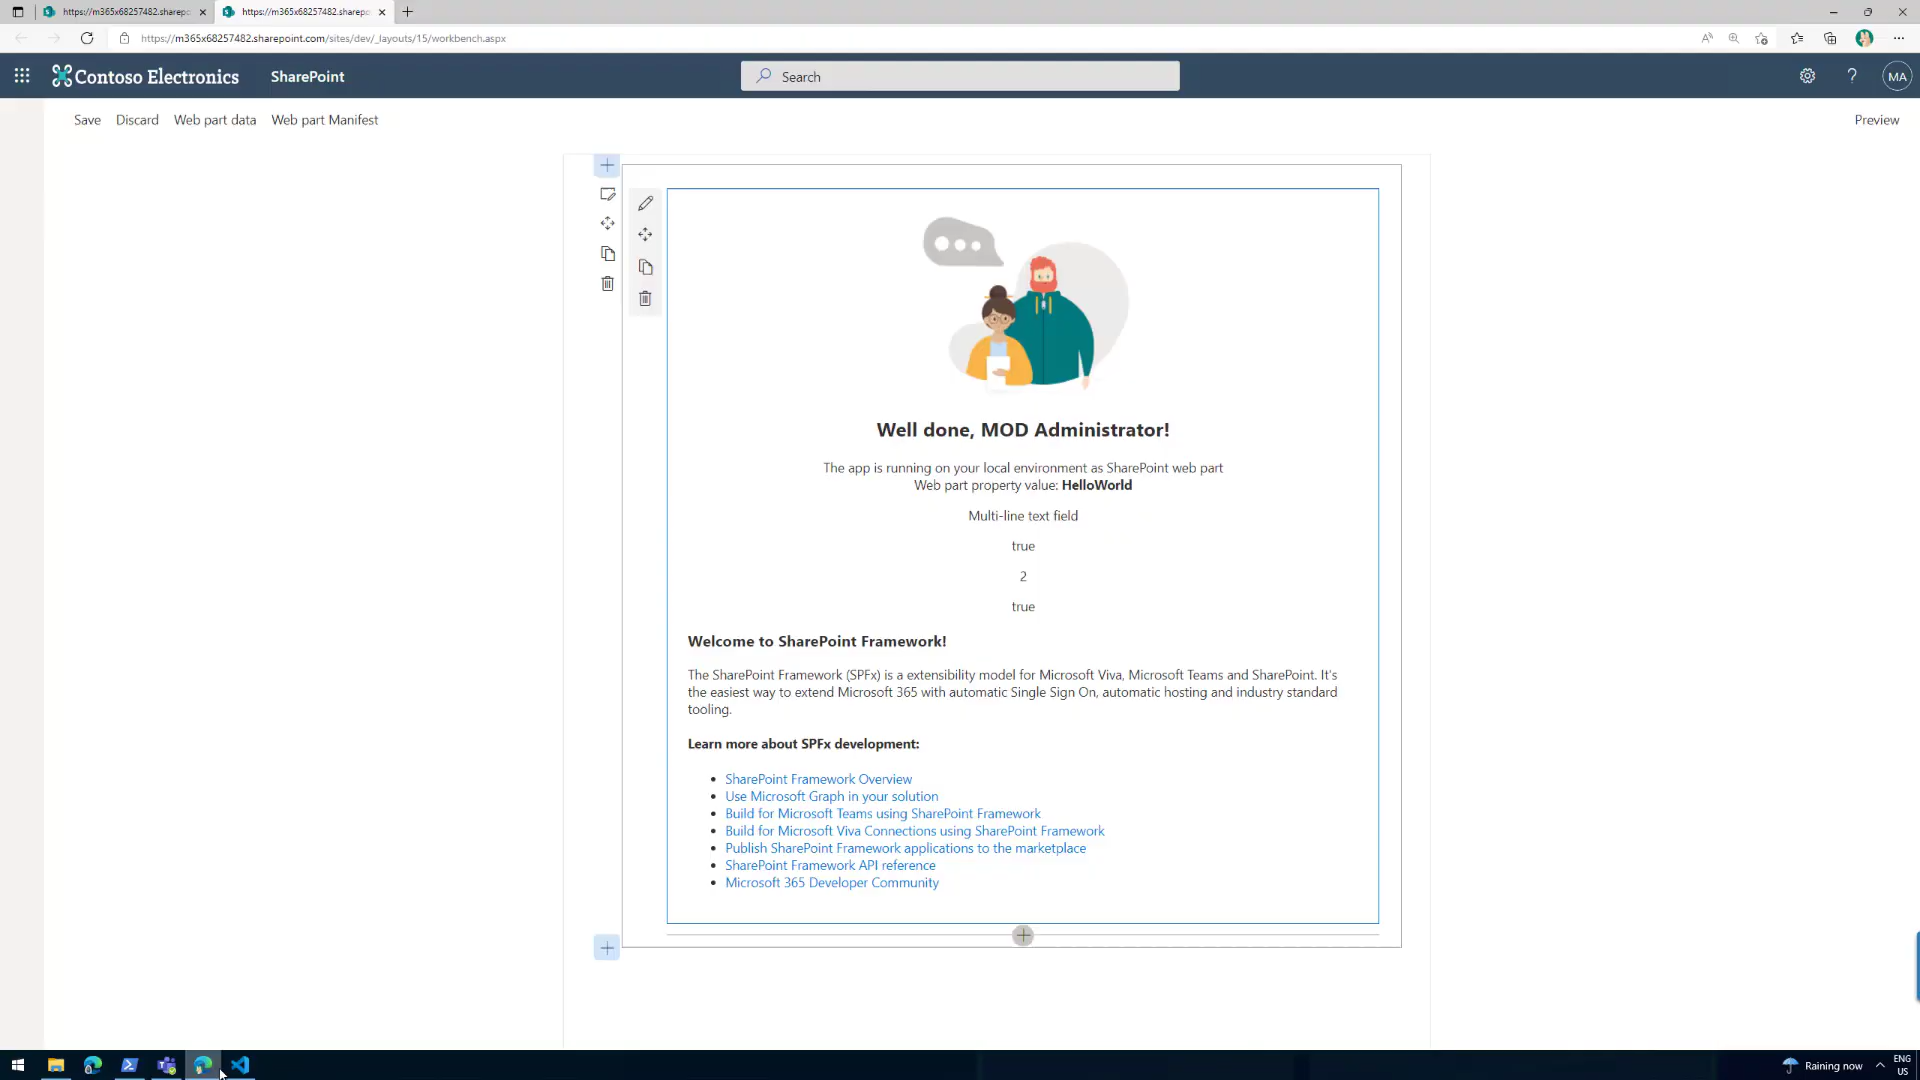 https://m365x68257482.sharepo
https://m365x68257482.sharepo
https://m365x68257482.sharepoint.com/sites/dev/_layouts/15/workbench.aspx
Contoso Electronics
SharePoint
Search
MA
Save
Discard
Web part data
Web part Manifest
Preview
Well done, MOD Administrator!
The app is running on your local environment as SharePoint web part
Web part property value: HelloWorld
Multi-line text field
true
2
true
Welcome to SharePoint Framework!
The SharePoint Framework (SPFx) is a extensibility model for Microsoft Viva, Microsoft Teams and SharePoint. It's
the easiest way to extend Microsoft 365 with automatic Single Sign On, automatic hosting and industry standard
tooling.
Learn more about SPFx development:
SharePoint Framework Overview
Use Microsoft Graph in your solution
Build for Microsoft Teams using SharePoint Framework
Build for Microsoft Viva Connections using SharePoint Framework
Publish SharePoint Framework applications to the marketplace
SharePoint Framework API reference
Microsoft 365 Developer Community
Raining now
ENG
US